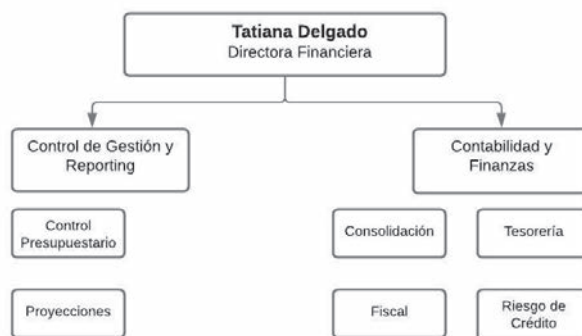 Tatiana Delgado
Directora Financiera
Control de Gestión y
Reporting
Contabilidad y
Finanzas
Control
Presupuestario
Consolidación
Tesorería
Proyecciones
Fiscal
Riesgo de
Crédito